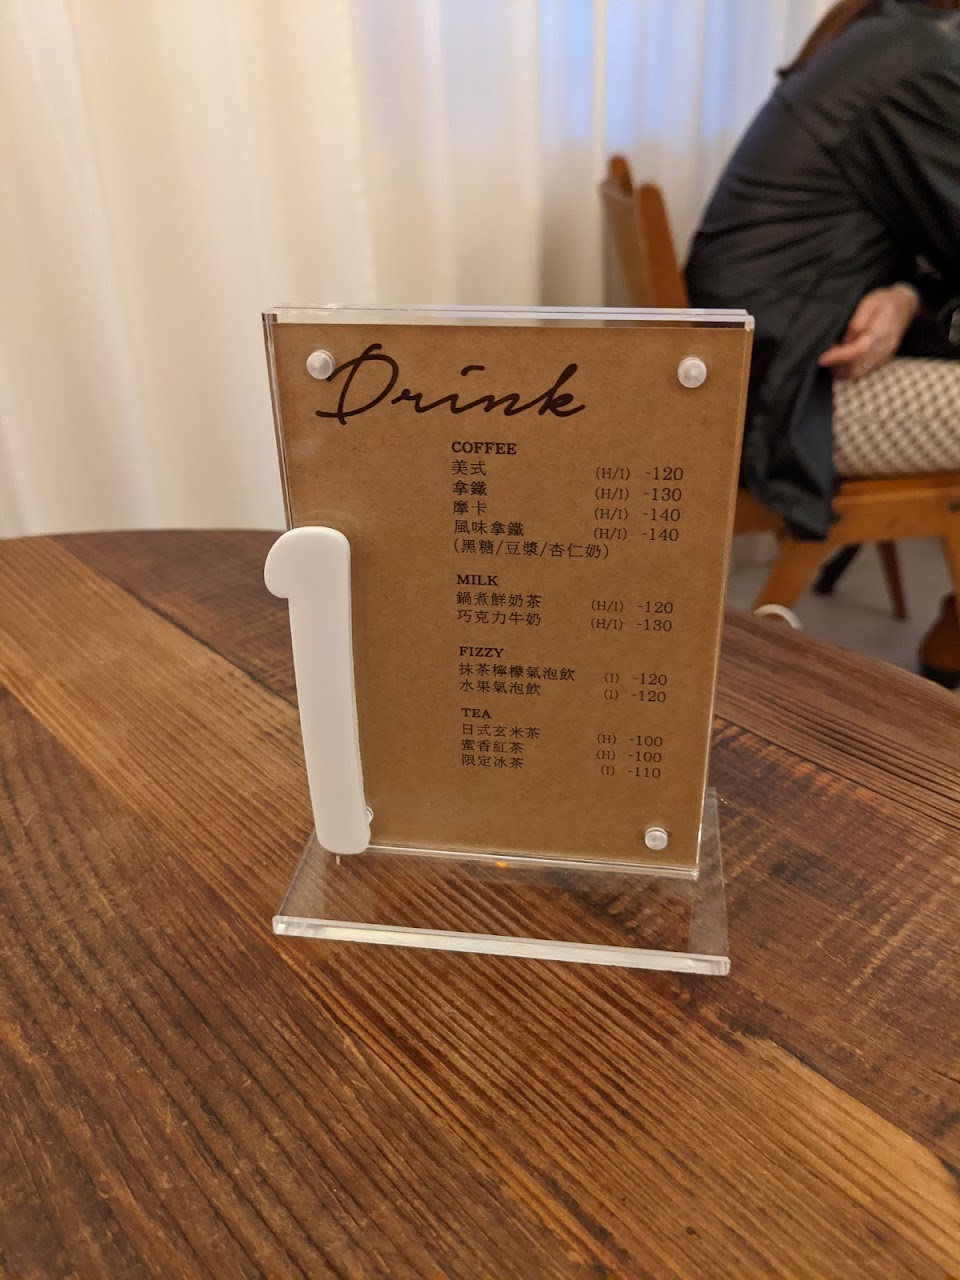 Drink
COFFEE
美式 (H/I) -120
拿鐵 (H/I) -130
摩卡 (H/I) -140
風味拿鐵 (H/I) -140
(黑糖/豆漿/杏仁奶)
MILK
鍋煮鮮奶茶 (H/I) -120
巧克力牛奶 (H/I) -130
FIZZY
抹茶檸檬氣泡飲 (I) -120
水果氣泡飲 (I) -120
TEA
日式玄米茶 (H) -100
蜜香紅茶 (H) -100
限定冰茶 (I) -110